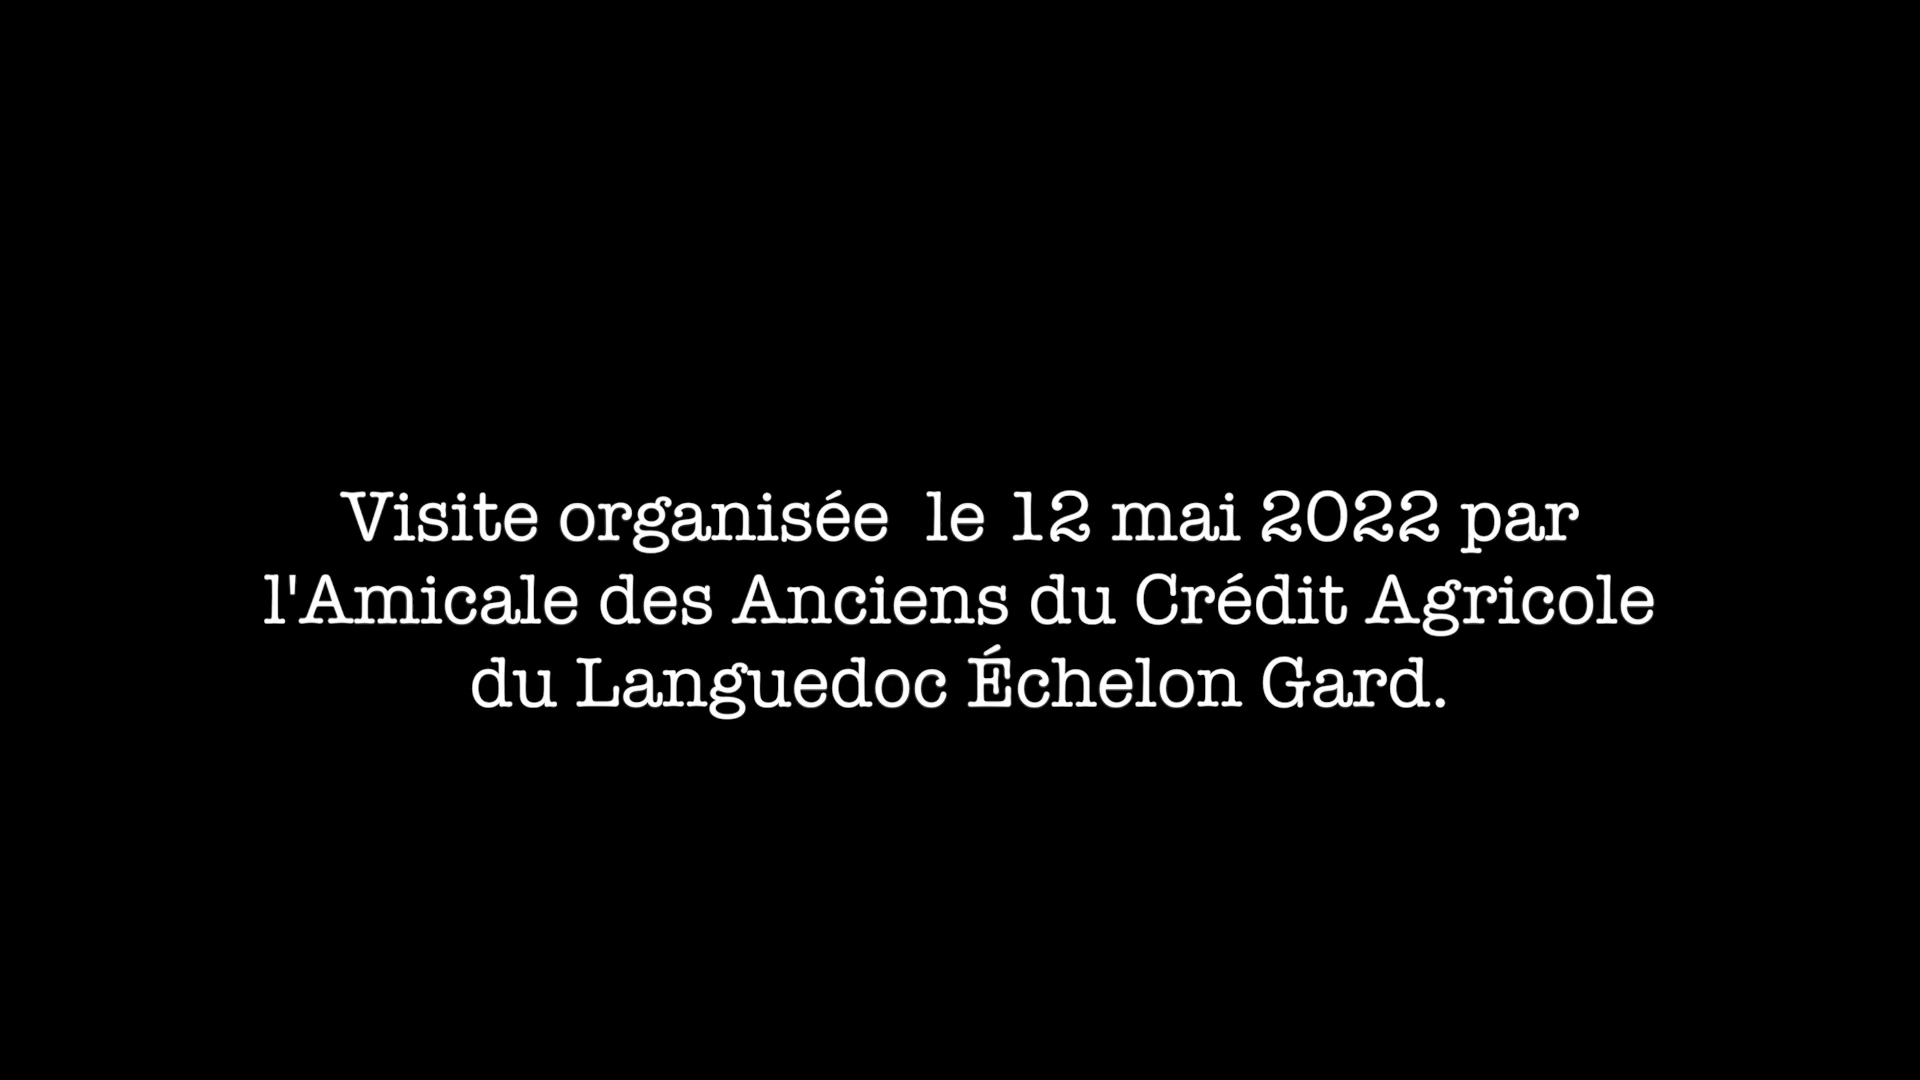 Visite organisée  le 12 mai 2022 par
l'Amicale des Anciens du Crédit Agricole
du Languedoc Échelon Gard.